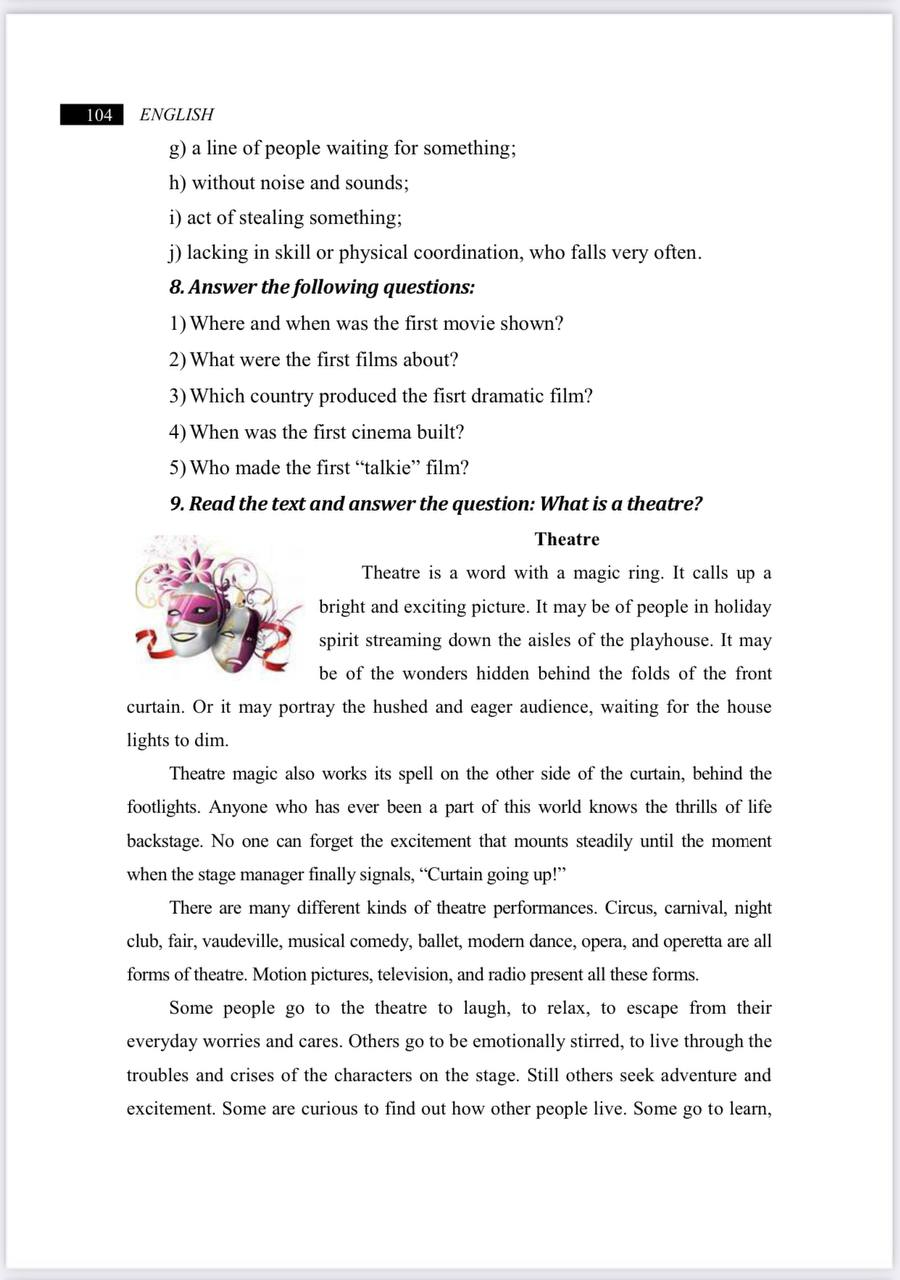 104 ENGLISH
g) a line of people waiting for something;
h) without noise and sounds;
i) act of stealing something;
j) lacking in skill or physical coordination, who falls very often.
8. Answer the following questions:
1) Where and when was the first movie shown?
2) What were the first films about?
3) Which country produced the fisrt dramatic film?
4) When was the first cinema built?
5) Who made the first “talkie” film?
9. Read the text and answer the question: What is a theatre?
Theatre
Theatre is a word with a magic ring. It calls up a
bright and exciting picture. It may be of people in holiday
spirit streaming down the aisles of the playhouse. It may
be of the wonders hidden behind the folds of the front
curtain. Or it may portray the hushed and eager audience, waiting for the house
lights to dim.
Theatre magic also works its spell on the other side of the curtain, behind the
footlights. Anyone who has ever been a part of this world knows the thrills of life
backstage. No one can forget the excitement that mounts steadily until the moment
when the stage manager finally signals, “Curtain going up!”
There are many different kinds of theatre performances. Circus, carnival, night
club, fair, vaudeville, musical comedy, ballet, modern dance, opera, and operetta are all
forms of theatre. Motion pictures, television, and radio present all these forms.
Some people go to the theatre to laugh, to relax, to escape from their
everyday worries and cares. Others go to be emotionally stirred, to live through the
troubles and crises of the characters on the stage. Still others seek adventure and
excitement. Some are curious to find out how other people live. Some go to learn,